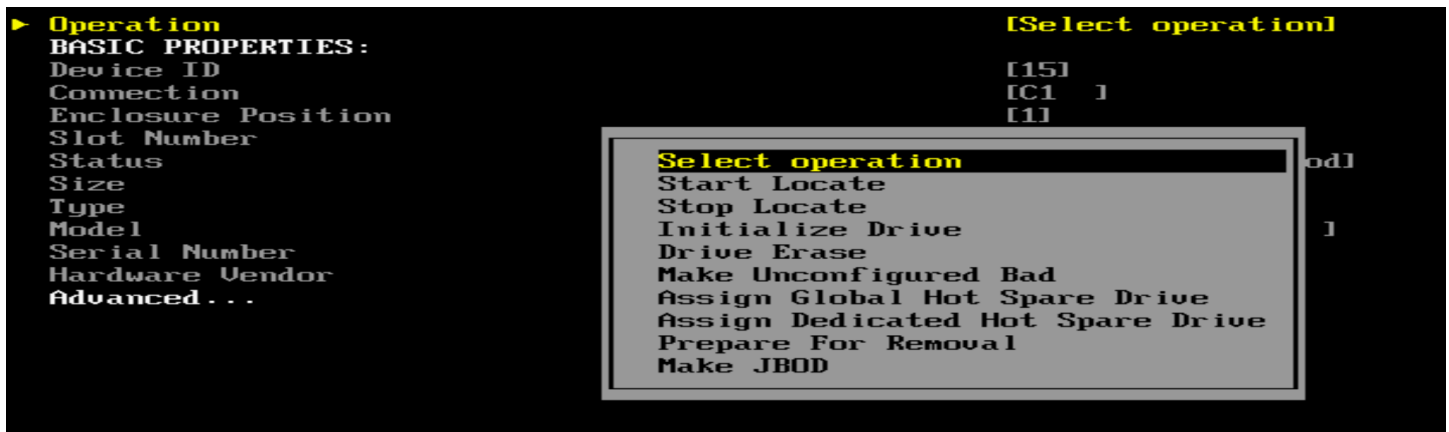 ► Operation [Select operation]
BASIC PROPERTIES:
Device ID [15]
Connection [C1 ]
Enclosure Position [1]
Slot Number
Status od]
Size
Type
Model ]
Serial Number
Hardware Vendor
Advanced...
Select operation
Start Locate
Stop Locate
Initialize Drive
Drive Erase
Make Unconfigured Bad
Assign Global Hot Spare Drive
Assign Dedicated Hot Spare Drive
Prepare For Removal
Make JBOD